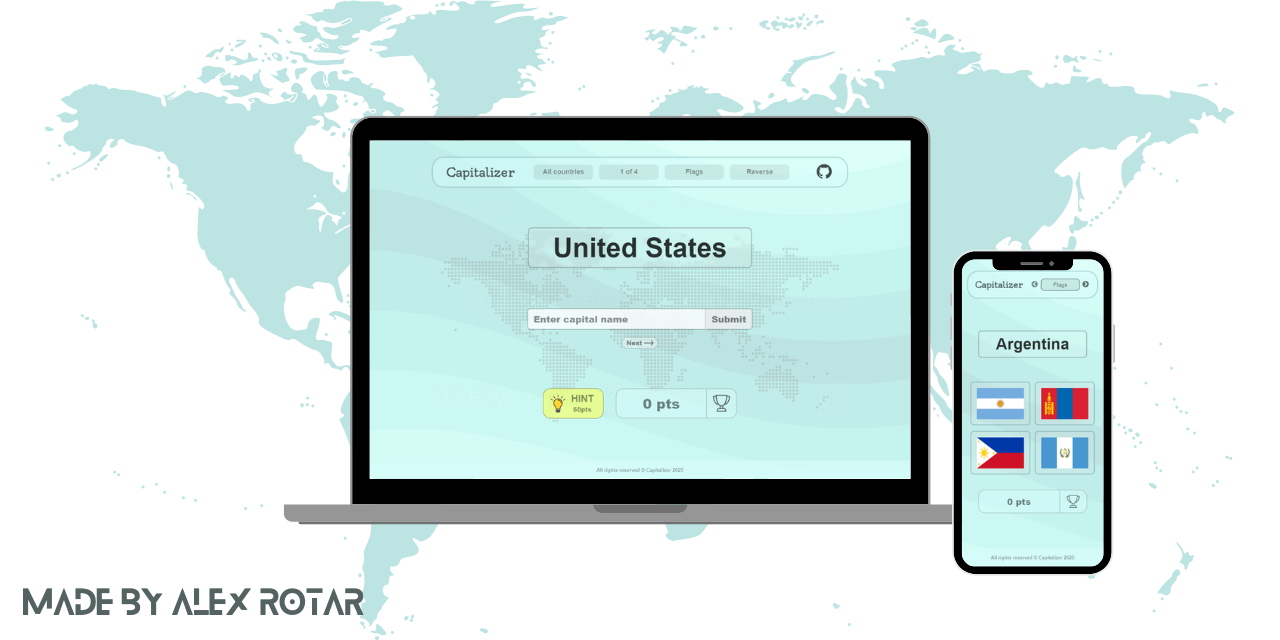 Capitalizer All countries 1 of 4 Flags Reverse
United States
Enter capital name Submit
Next →
HINT
50pts
0 pts
All rights reserved © Capitalizer 2025
Capitalizer Flags
Argentina
0 pts
All rights reserved © Capitalizer 2025
MADE BY ALEX ROTAR